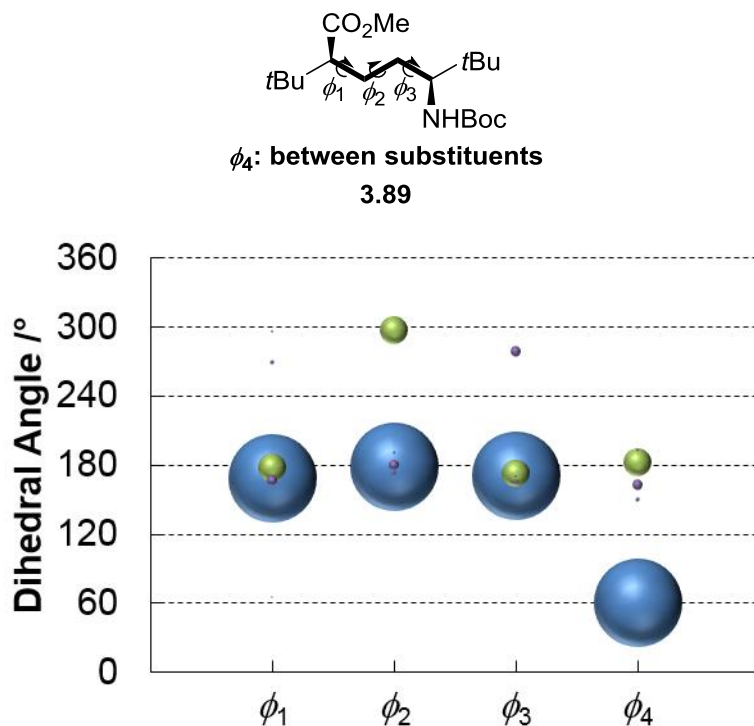 CO₂Me
tBu
tBu
ϕ₁
ϕ₂
ϕ₃
NHBoc
ϕ₄: between substituents
3.89
Dihedral Angle /°
360
300
240
180
120
60
0
ϕ₁ ϕ₂ ϕ₃ ϕ₄